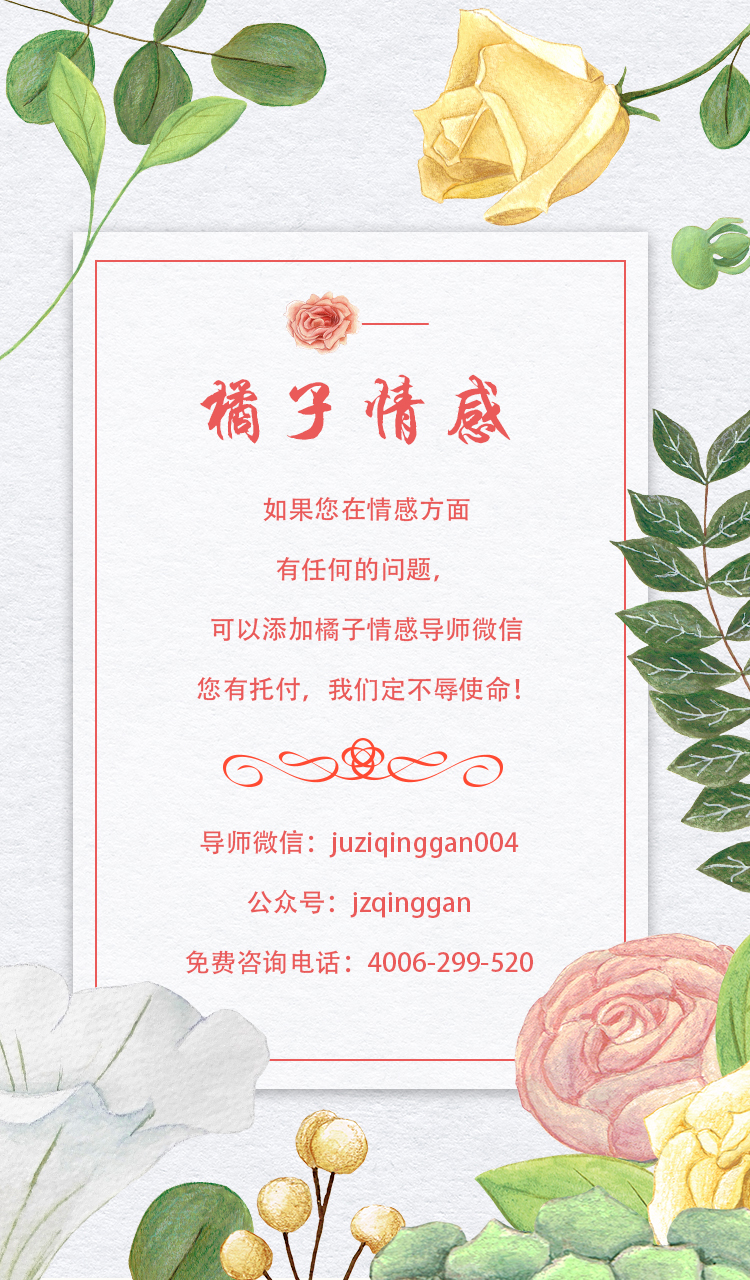 橘子情感
如果您在情感方面
有任何的问题，
可以添加橘子情感导师微信
您有托付，我们定不辱使命！
导师微信：juziqinggan004
公众号：jzqinggan
免费咨询电话：4006-299-520